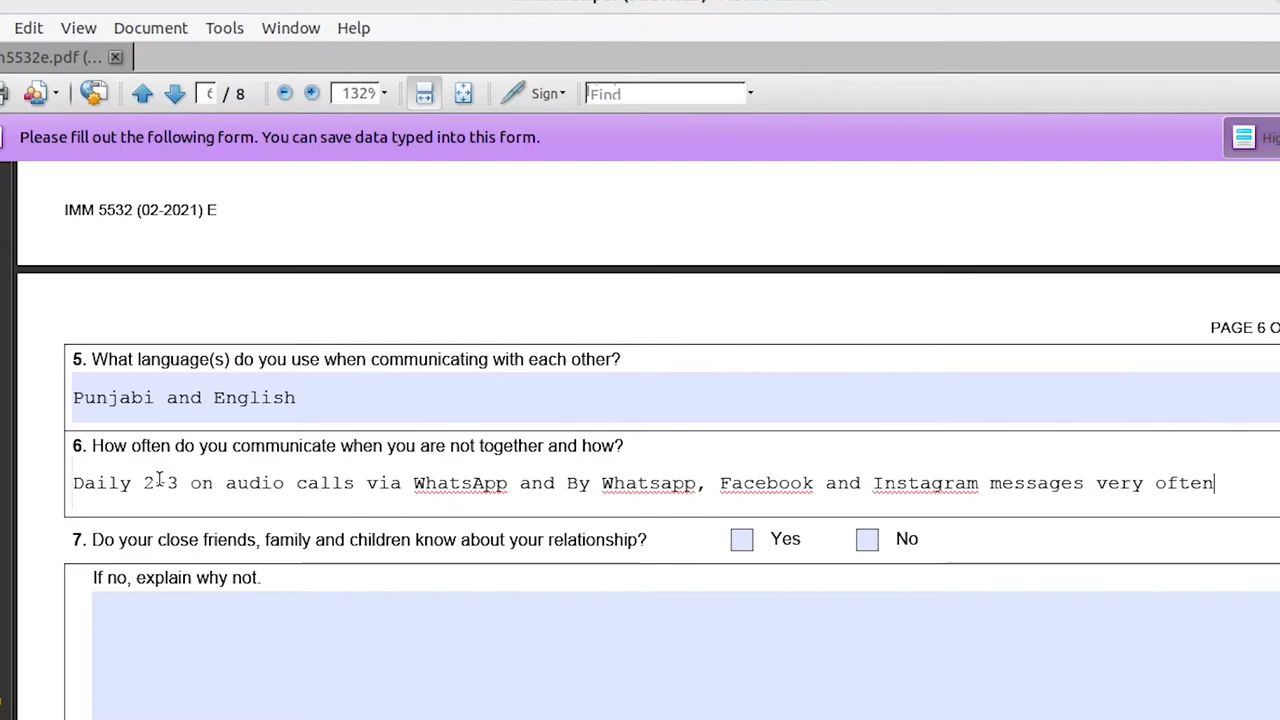 Edit View Document Tools Window Help
m5532e.pdf (...
6 / 8 132% Sign Find
Please fill out the following form. You can save data typed into this form.
IMM 5532 (02-2021) E
PAGE 6 O
5. What language(s) do you use when communicating with each other?
Punjabi and English
6. How often do you communicate when you are not together and how?
Daily 2-3 on audio calls via WhatsApp and By Whatsapp, Facebook and Instagram messages very often
7. Do your close friends, family and children know about your relationship? Yes No
If no, explain why not.